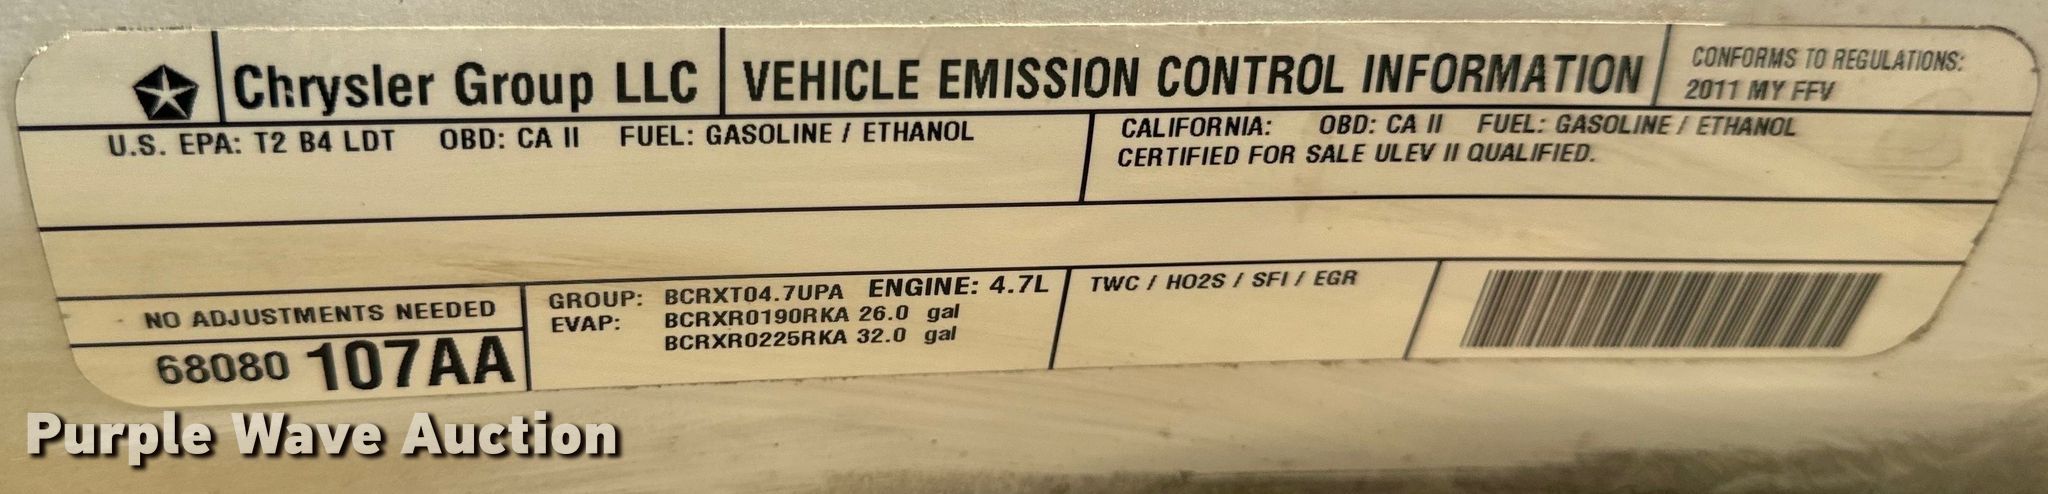 Chrysler Group LLC VEHICLE EMISSION CONTROL INFORMATION
CONFORMS TO REGULATIONS:
2011 MY FFV
U.S. EPA: T2 B4 LDT OBD: CA II FUEL: GASOLINE / ETHANOL
CALIFORNIA: OBD: CA II FUEL: GASOLINE / ETHANOL
CERTIFIED FOR SALE ULEV II QUALIFIED.
NO ADJUSTMENTS NEEDED
68080 107AA
GROUP: BCRXT04.7UPA ENGINE: 4.7L
EVAP: BCRXR0190RKA 26.0 gal
BCRXR0225RKA 32.0 gal
TWC / HO2S / SFI / EGR
Purple Wave Auction